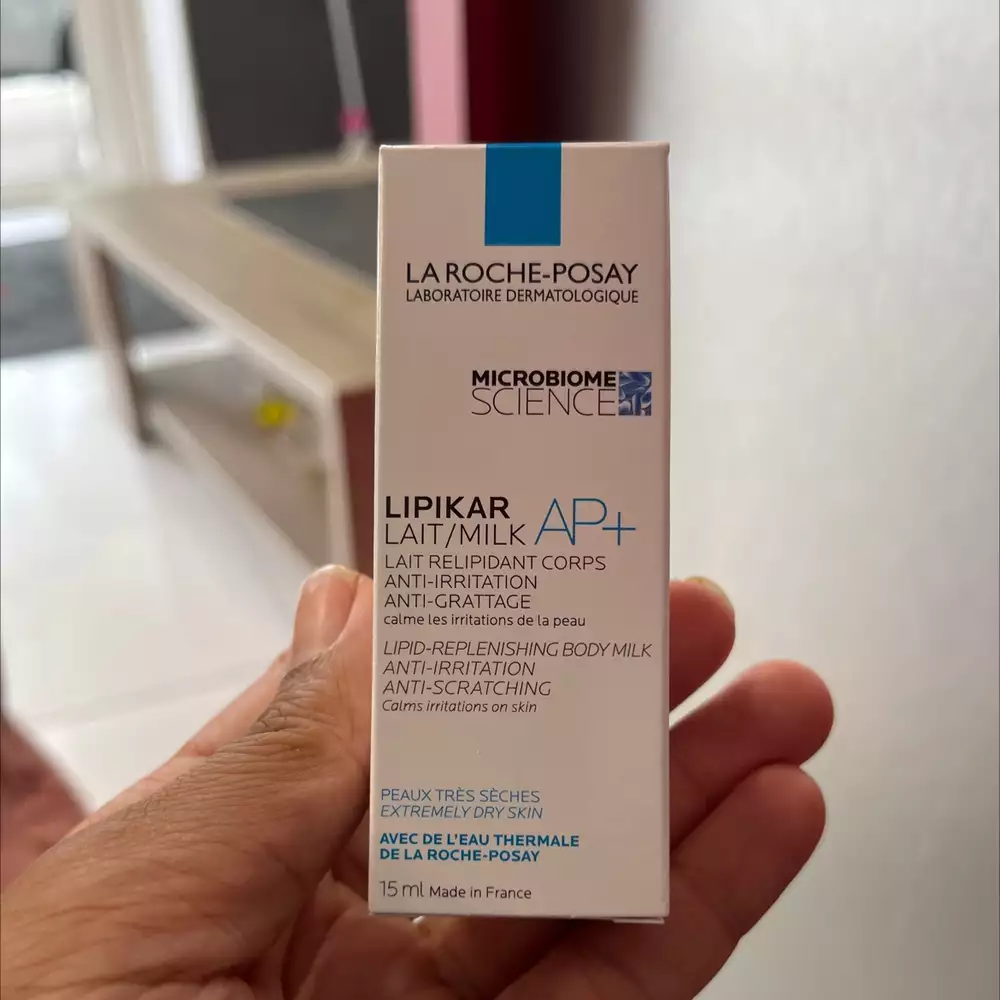 LA ROCHE-POSAY
LABORATOIRE DERMATOLOGIQUE
MICROBIOME
SCIENCE
LIPIKAR
LAIT/MILK AP+
LAIT RELIPIDANT CORPS
ANTI-IRRITATION
ANTI-GRATTAGE
calme les irritations de la peau
LIPID-REPLENISHING BODY MILK
ANTI-IRRITATION
ANTI-SCRATCHING
Calms irritations on skin
PEAUX TRÈS SÈCHES
EXTREMELY DRY SKIN
AVEC DE L'EAU THERMALE
DE LA ROCHE-POSAY
15 ml Made in France